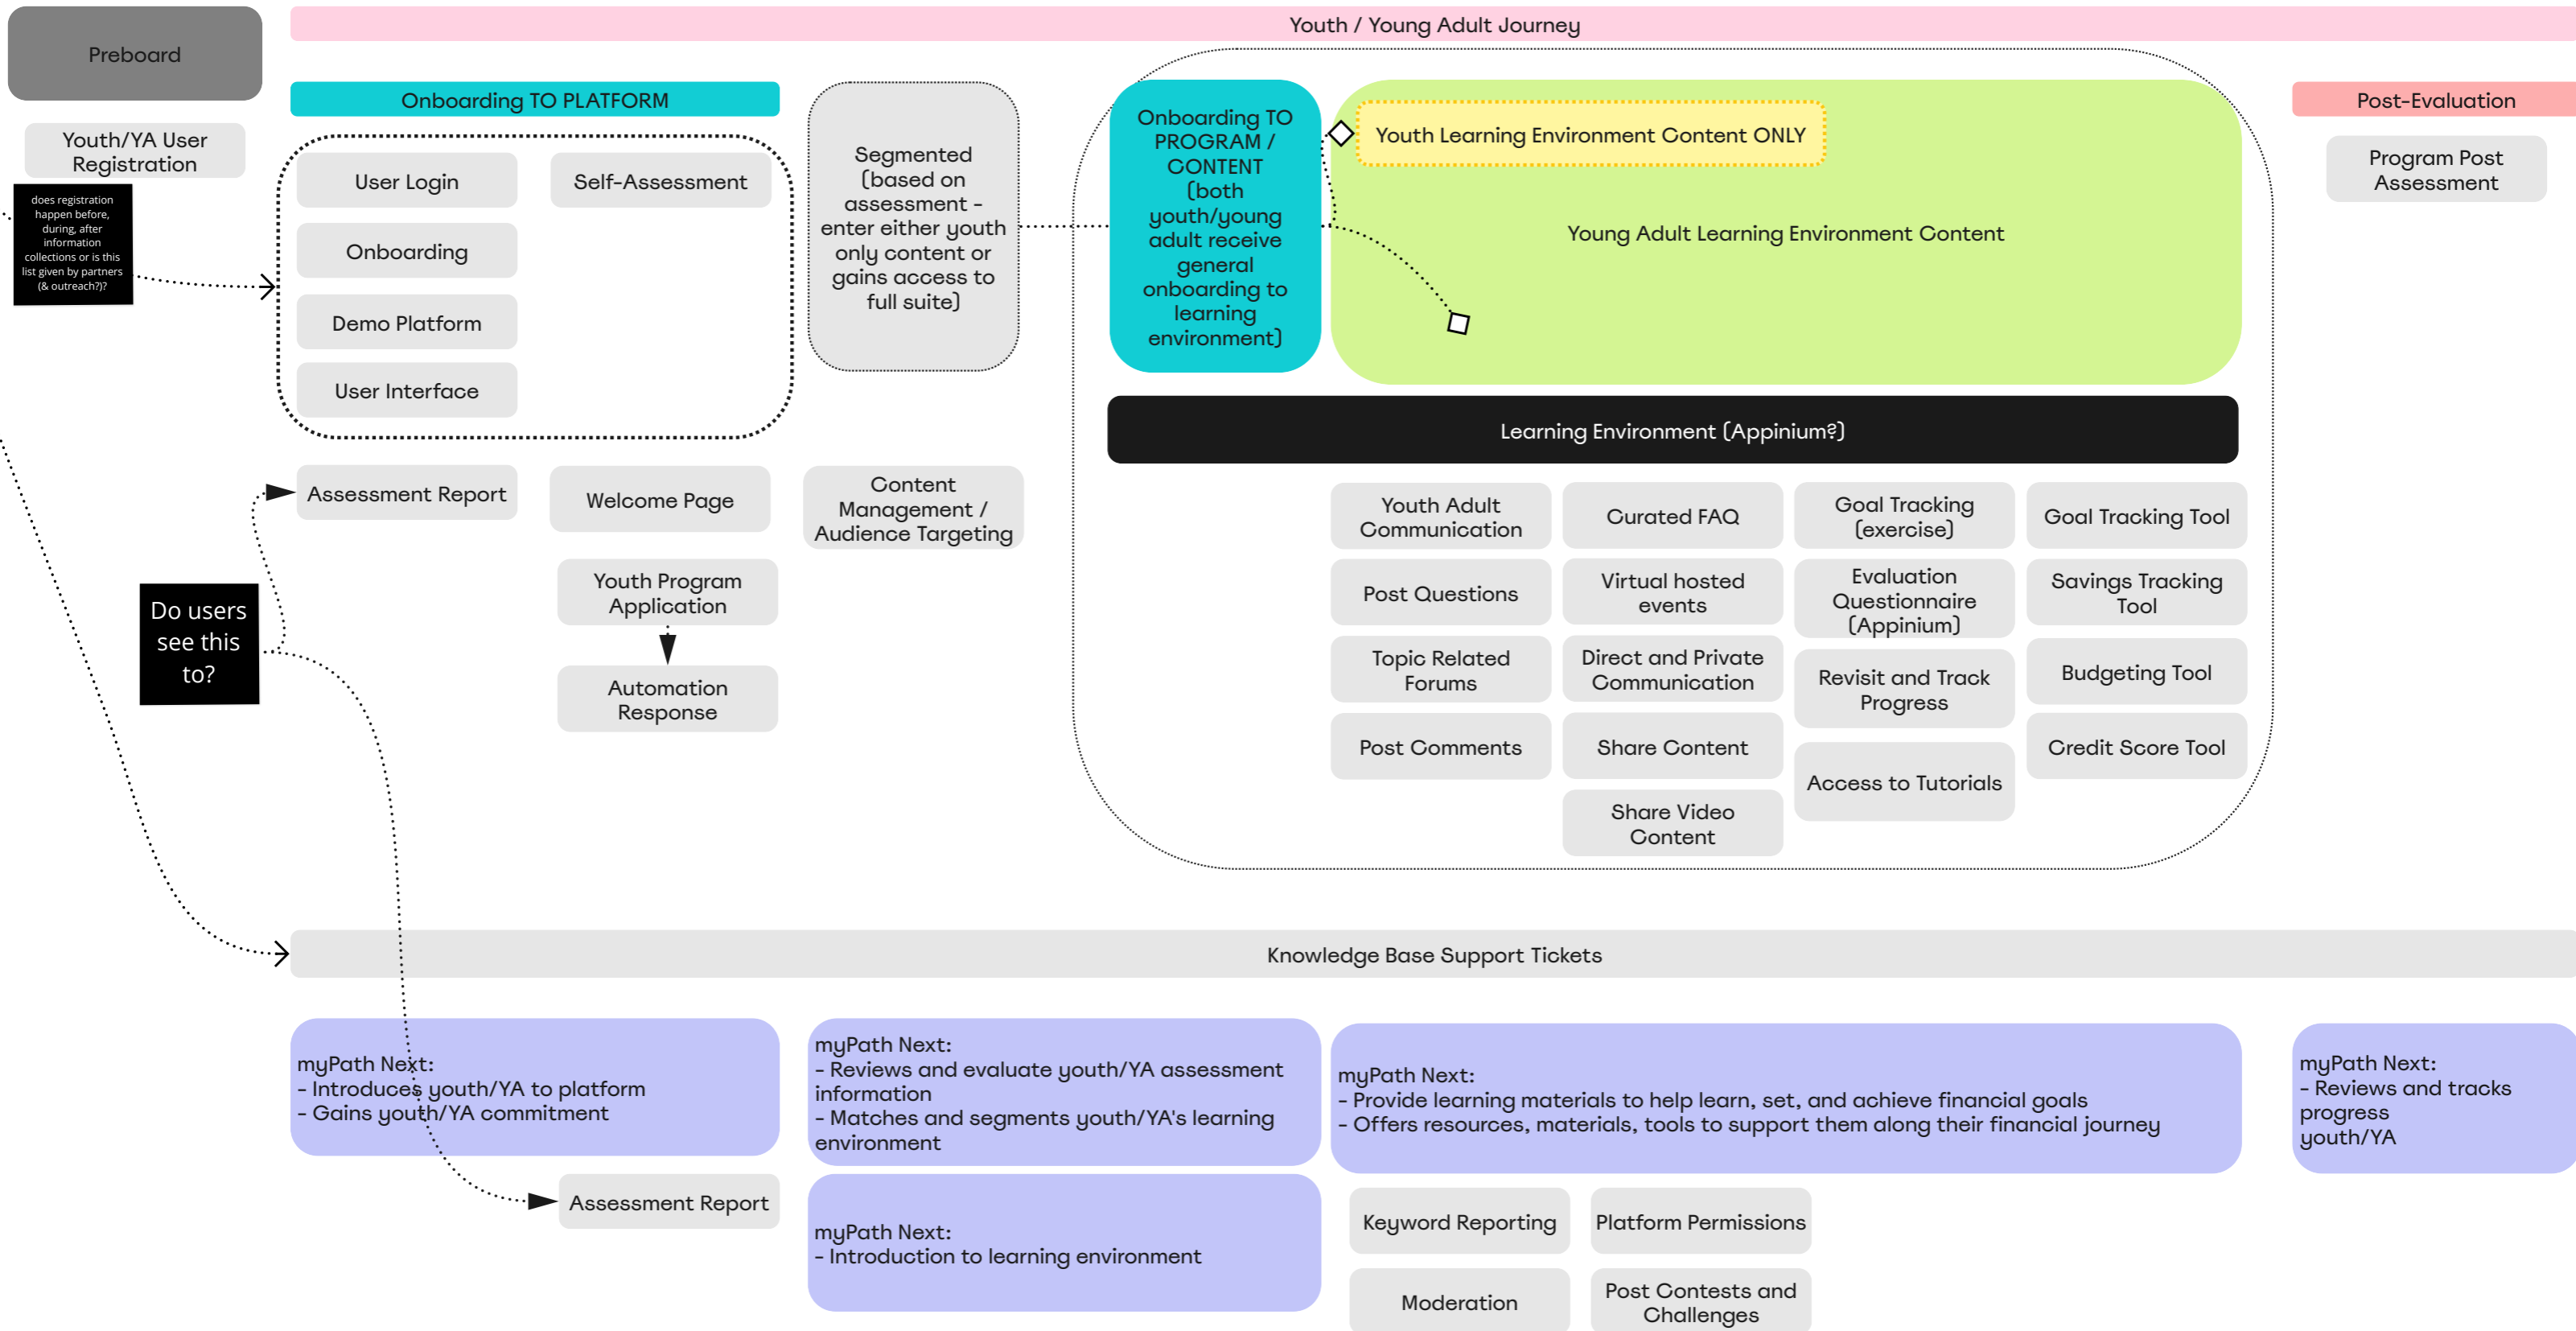 Preboard
Youth / Young Adult Journey
Youth/YA User
Registration
does registration
happen before,
during, after
information
collections or is this
list given by partners
(& outreach?)?
Onboarding TO PLATFORM
User Login
Self-Assessment
Onboarding
Demo Platform
User Interface
Segmented
(based on
assessment -
enter either youth
only content or
gains access to
full suite)
Onboarding TO
PROGRAM /
CONTENT
(both
youth/young
adult receive
general
onboarding to
learning
environment)
Youth Learning Environment Content ONLY
Young Adult Learning Environment Content
Post-Evaluation
Program Post
Assessment
Learning Environment (Appinium?)
Assessment Report
Welcome Page
Content
Management /
Audience Targeting
Youth Program
Application
Automation
Response
Do users
see this
to?
Youth Adult
Communication
Curated FAQ
Goal Tracking
(exercise)
Goal Tracking Tool
Post Questions
Virtual hosted
events
Evaluation
Questionnaire
(Appinium)
Savings Tracking
Tool
Topic Related
Forums
Direct and Private
Communication
Revisit and Track
Progress
Budgeting Tool
Post Comments
Share Content
Access to Tutorials
Credit Score Tool
Share Video
Content
Knowledge Base Support Tickets
myPath Next:
- Introduces youth/YA to platform
- Gains youth/YA commitment
myPath Next:
- Reviews and evaluate youth/YA assessment
information
- Matches and segments youth/YA's learning
environment
myPath Next:
- Provide learning materials to help learn, set, and achieve financial goals
- Offers resources, materials, tools to support them along their financial journey
myPath Next:
- Reviews and tracks
progress
youth/YA
Assessment Report
myPath Next:
- Introduction to learning environment
Keyword Reporting
Platform Permissions
Moderation
Post Contests and
Challenges